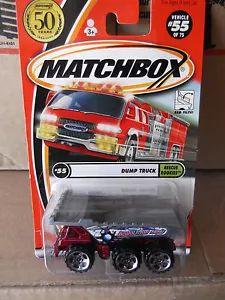 50
YEARS
VEHICLE
#55
OF 75
3+
MATCHBOX
#55
DUMP TRUCK
RESCUE
ROOKIES